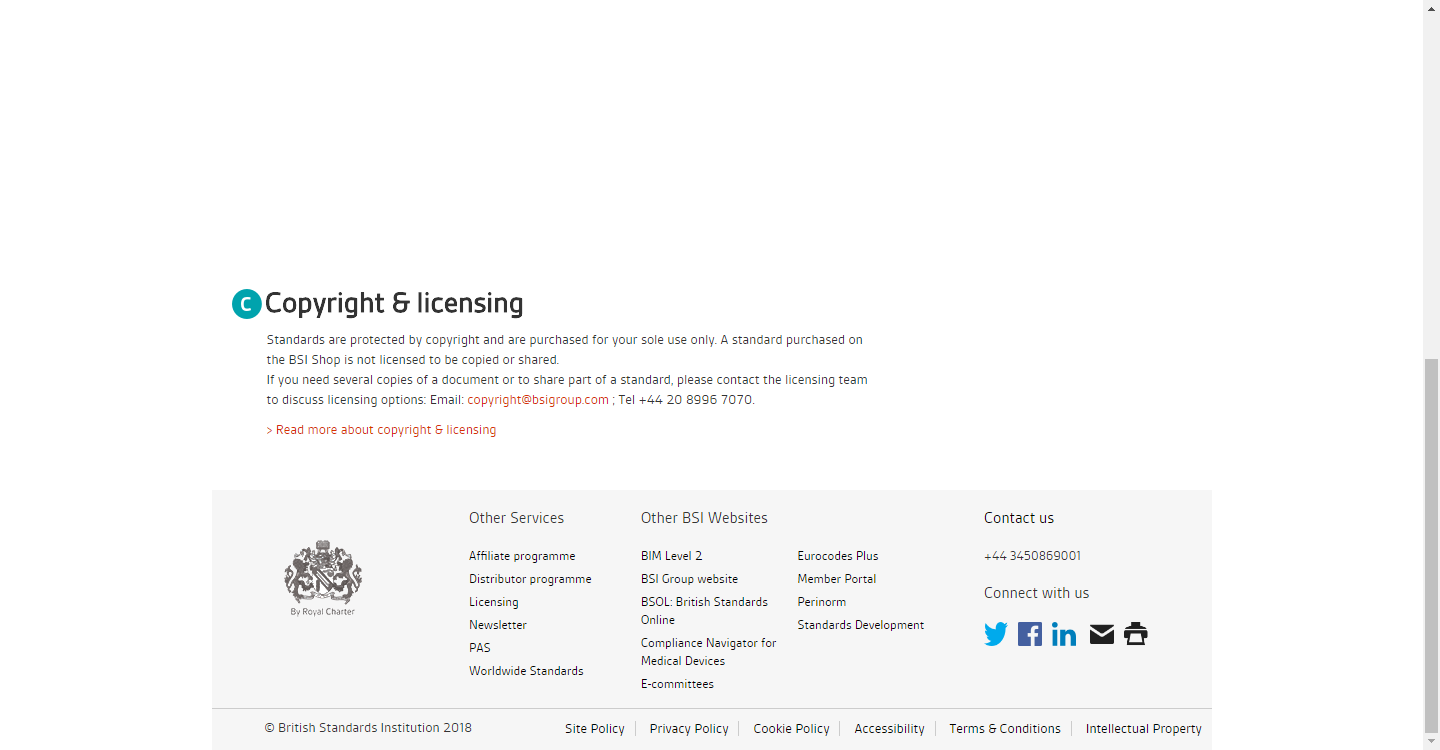 C Copyright & licensing
Standards are protected by copyright and are purchased for your sole use only. A standard purchased on
the BSI Shop is not licensed to be copied or shared.
If you need several copies of a document or to share part of a standard, please contact the licensing team
to discuss licensing options: Email: copyright@bsigroup.com ; Tel +44 20 8996 7070.
> Read more about copyright & licensing
By Royal Charter
Other Services
Affiliate programme
Distributor programme
Licensing
Newsletter
PAS
Worldwide Standards
Other BSI Websites
BIM Level 2
BSI Group website
BSOL: British Standards
Online
Compliance Navigator for
Medical Devices
E-committees
Eurocodes Plus
Member Portal
Perinorm
Standards Development
Contact us
+44 3450869001
Connect with us
© British Standards Institution 2018
Site Policy
Privacy Policy
Cookie Policy
Accessibility
Terms & Conditions
Intellectual Property